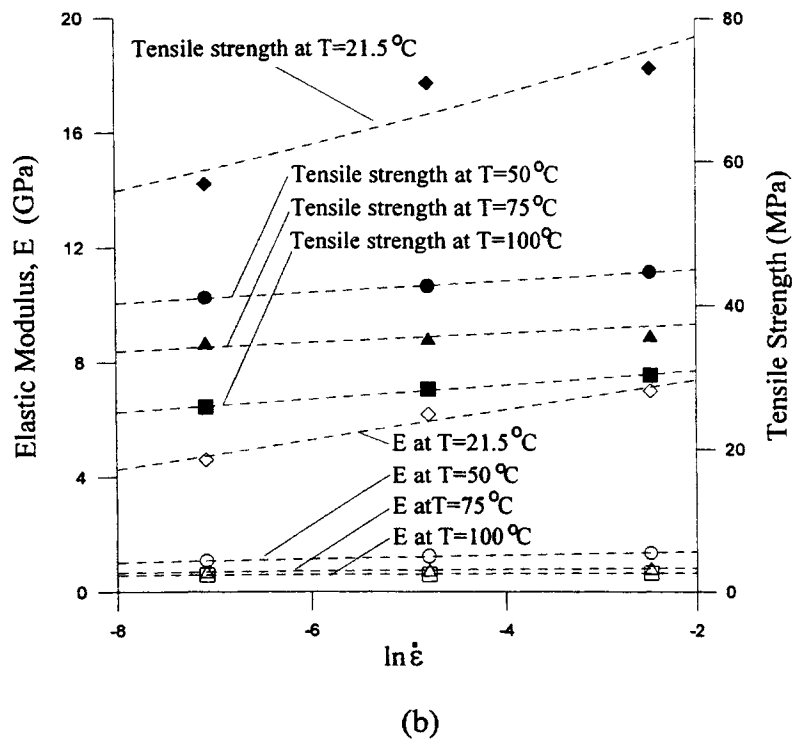 20
80
Tensile strength at T=21.5 °C
16
60
Tensile strength at T=50 °C
Tensile strength at T=75 °C
Tensile strength at T=100°C
12
40
8
E at T=21.5 °C
20
4
E at T=50 °C
E atT=75 °C
E at T=100 °C
0
0
-8
-6
-4
-2
Elastic Modulus, E (GPa)
Tensile Strength (MPa)
ln ε̇
(b)